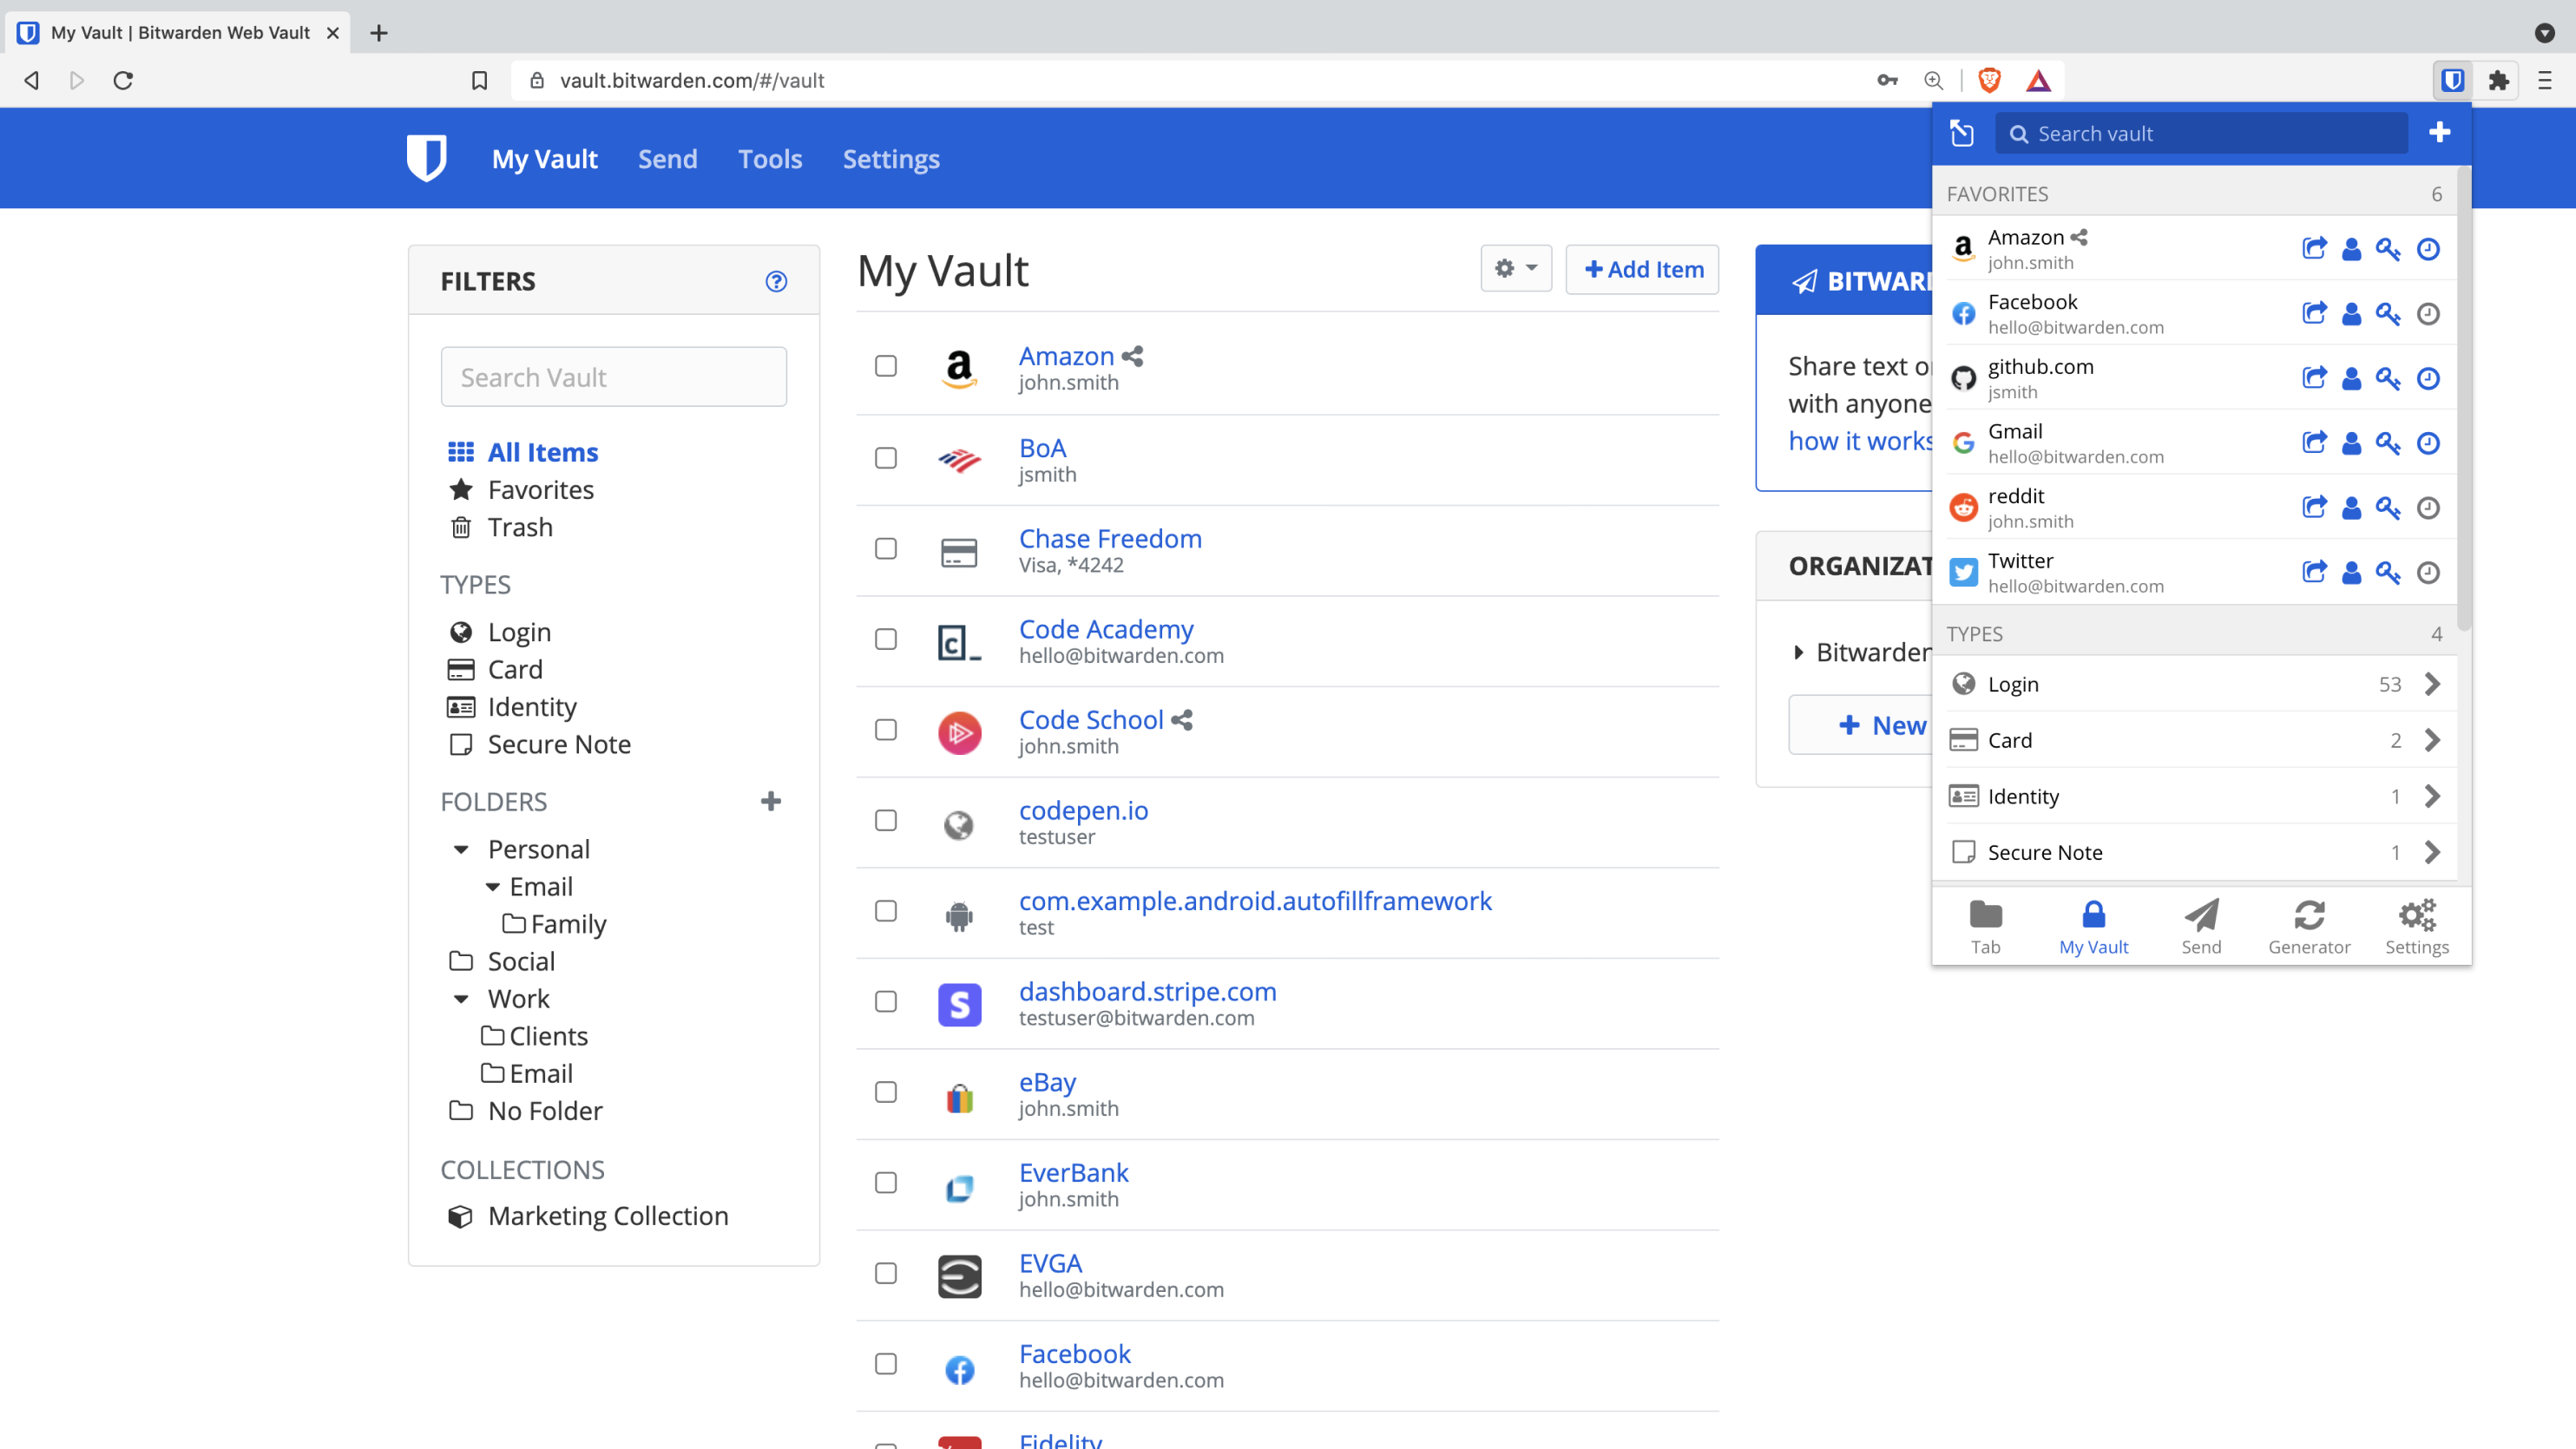 My Vault | Bitwarden Web Vault
vault.bitwarden.com/#/vault
My Vault
Send
Tools
Settings
FILTERS
Search Vault
All Items
Favorites
Trash
TYPES
Login
Card
Identity
Secure Note
FOLDERS
Personal
Email
Family
Social
Work
Clients
Email
No Folder
COLLECTIONS
Marketing Collection
My Vault
Add Item
Amazon
john.smith
BoA
jsmith
Chase Freedom
Visa, *4242
Code Academy
hello@bitwarden.com
Code School
john.smith
codepen.io
testuser
com.example.android.autofillframework
test
dashboard.stripe.com
testuser@bitwarden.com
eBay
john.smith
EverBank
john.smith
EVGA
hello@bitwarden.com
Facebook
hello@bitwarden.com
Fidelity
BITWAR
Share text o
with anyone
how it works
ORGANIZAT
Bitwarden
New
Search vault
FAVORITES 6
Amazon
john.smith
Facebook
hello@bitwarden.com
github.com
jsmith
Gmail
hello@bitwarden.com
reddit
john.smith
Twitter
hello@bitwarden.com
TYPES 4
Login 53
Card 2
Identity 1
Secure Note 1
Tab
My Vault
Send
Generator
Settings